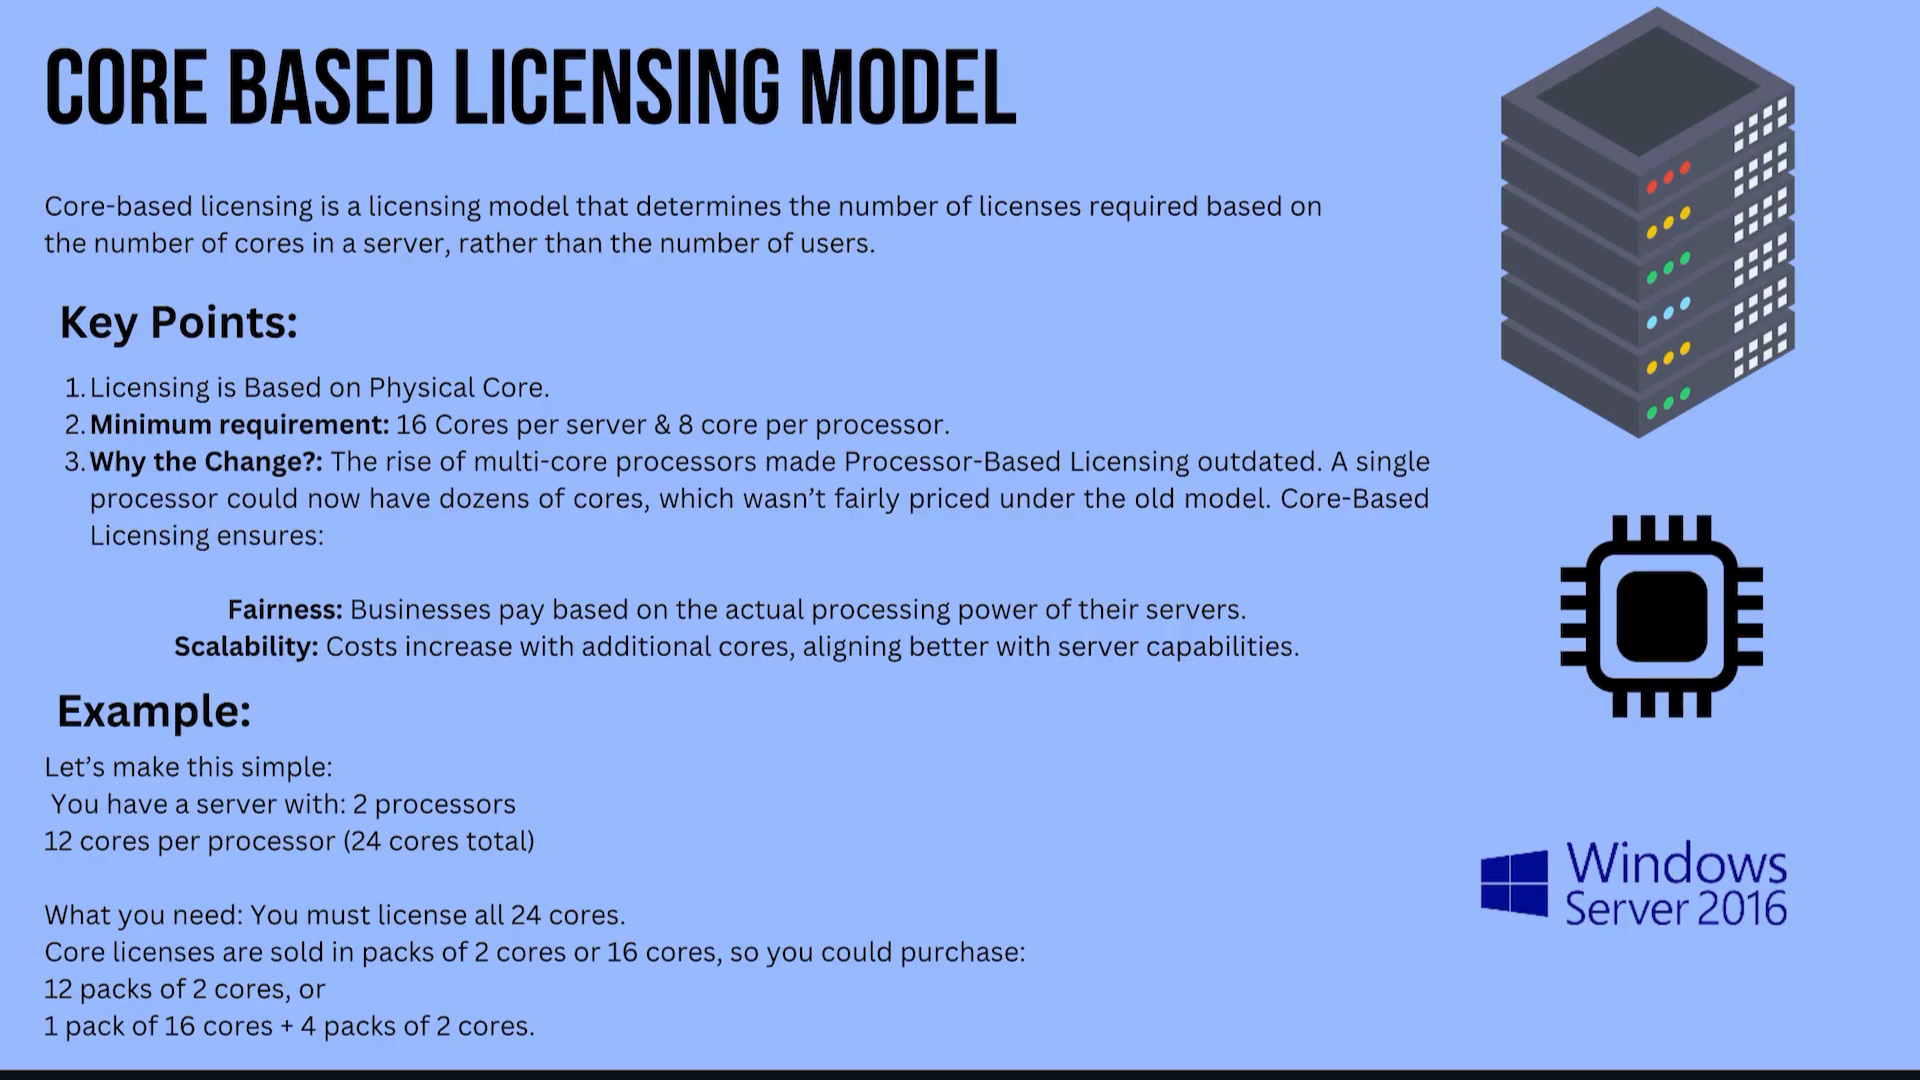 CORE BASED LICENSING MODEL
Core-based licensing is a licensing model that determines the number of licenses required based on
the number of cores in a server, rather than the number of users.
Key Points:
1. Licensing is Based on Physical Core.
2. Minimum requirement: 16 Cores per server & 8 core per processor.
3. Why the Change?: The rise of multi-core processors made Processor-Based Licensing outdated. A single
processor could now have dozens of cores, which wasn’t fairly priced under the old model. Core-Based
Licensing ensures:
Fairness: Businesses pay based on the actual processing power of their servers.
Scalability: Costs increase with additional cores, aligning better with server capabilities.
Example:
Let’s make this simple:
You have a server with: 2 processors
12 cores per processor (24 cores total)
What you need: You must license all 24 cores.
Core licenses are sold in packs of 2 cores or 16 cores, so you could purchase:
12 packs of 2 cores, or
1 pack of 16 cores + 4 packs of 2 cores.
Windows
Server 2016